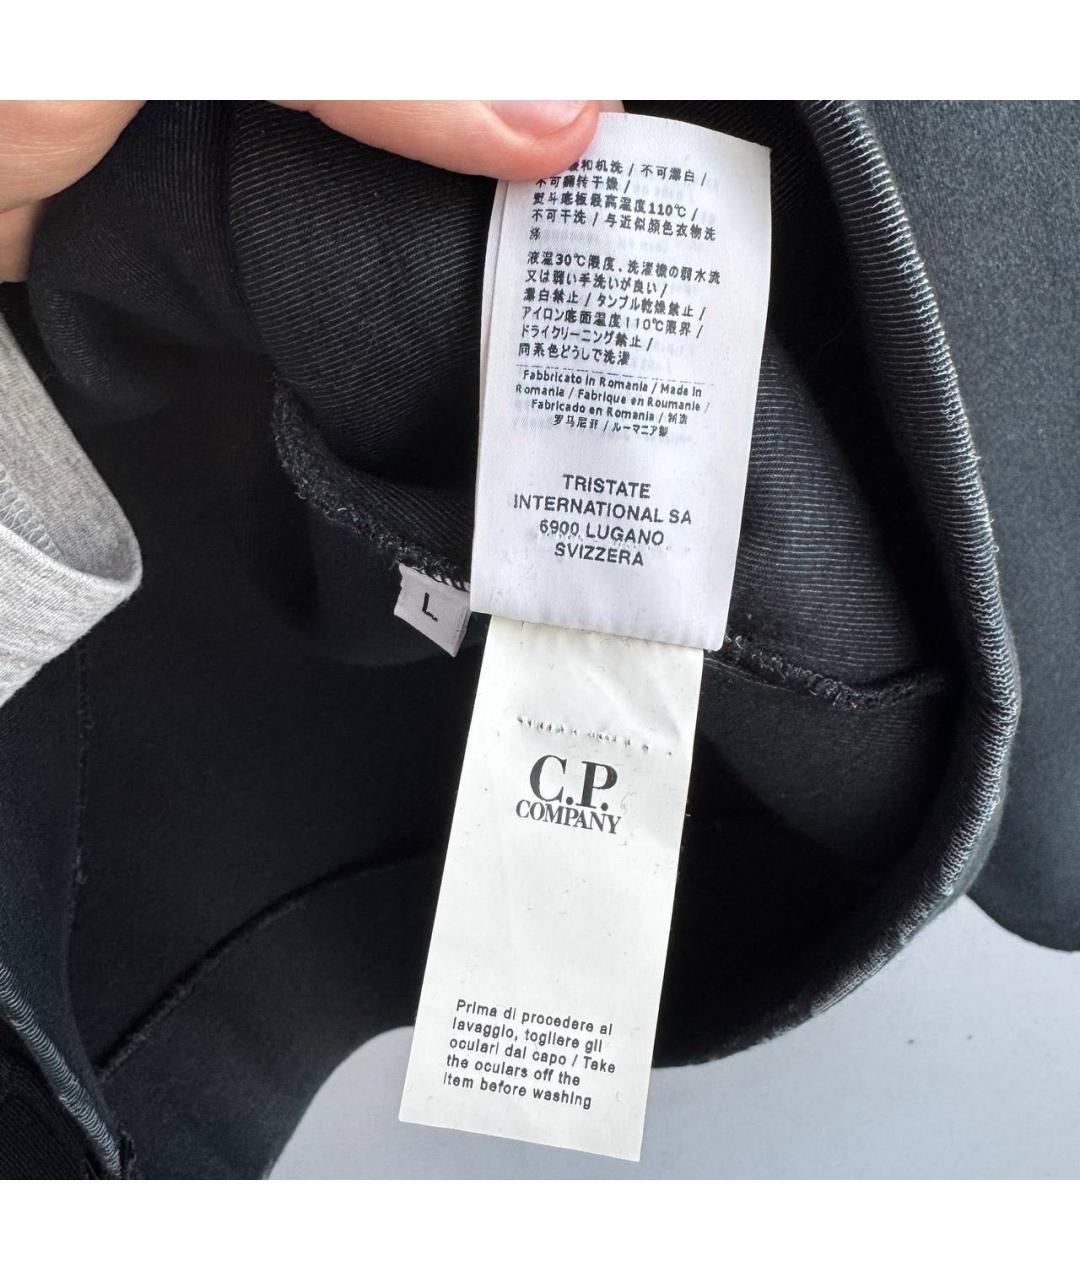 和机洗 / 不可漂白 /
不可翻转干燥 /
熨斗底板最高温度110℃ /
不可干洗 / 与近似颜色衣物洗
涤
液温30℃限度、洗濯機の弱水流
又は弱い手洗いが良い /
漂白禁止 / タンブル乾燥禁止 /
アイロン底面温度110℃限界 /
ドライクリーニング禁止 /
同系色どうしで洗濯
Fabbricato in Romania / Made in
Romania / Fabrique en Roumanie /
Fabricado en Romania / 制造
罗马尼亚 / ルーマニア製
TRISTATE
INTERNATIONAL SA
6900 LUGANO
SVIZZERA
L
C.P.
COMPANY
Prima di procedere al
lavaggio, togliere gli
oculari dal capo / Take
the oculars off the
item before washing